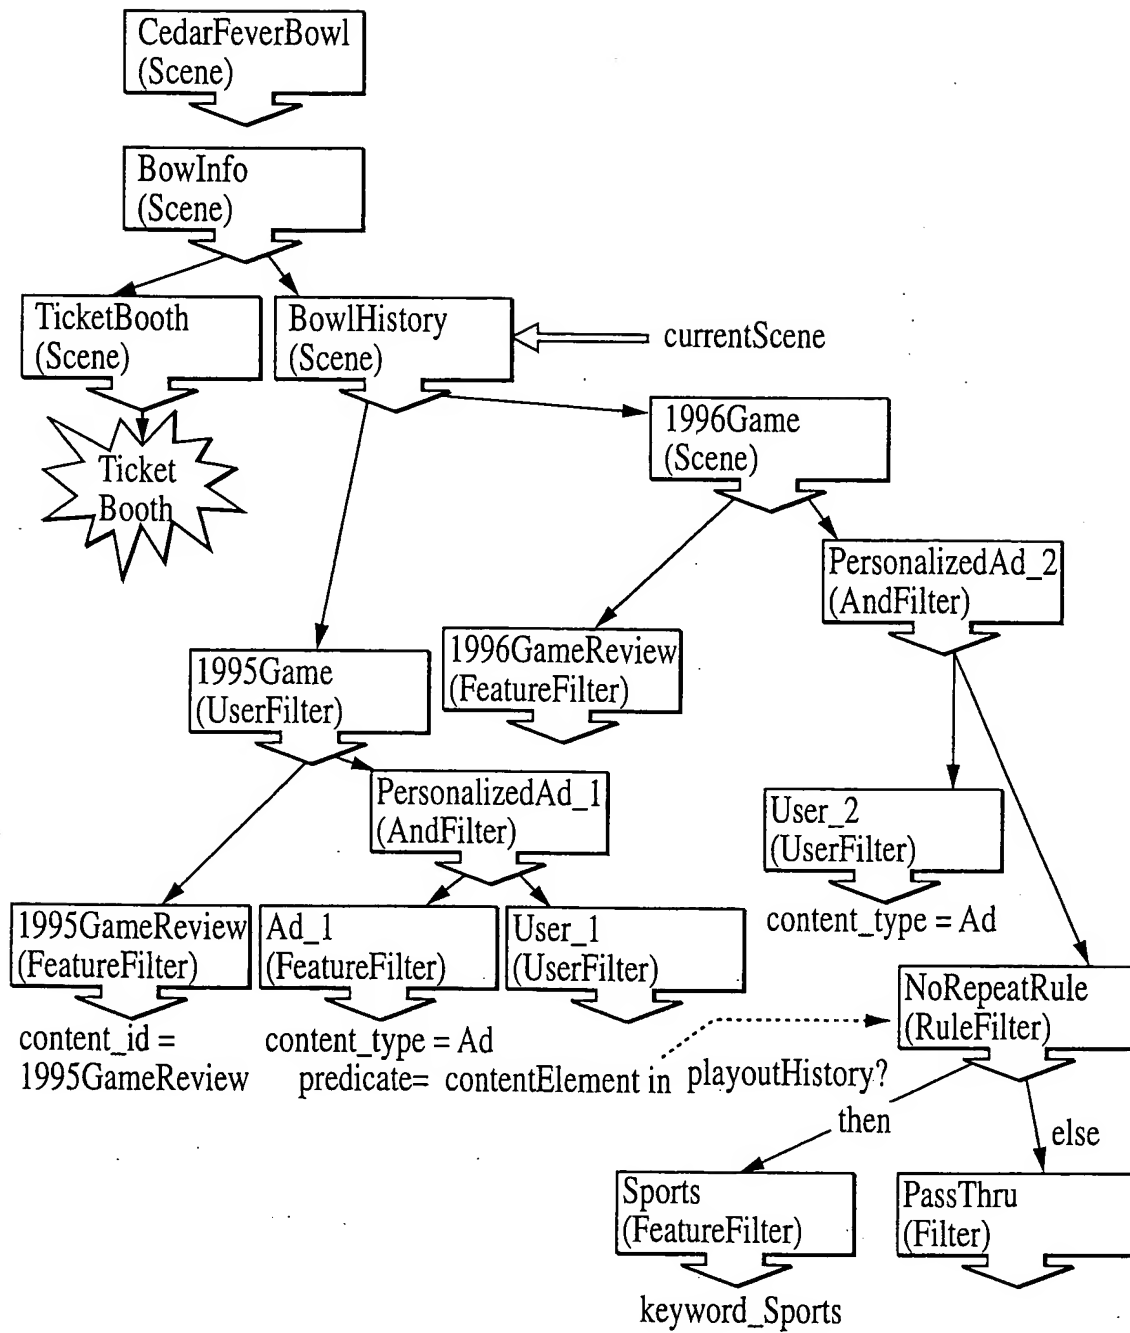 CedarFeverBowl
(Scene)
BowInfo
(Scene)
TicketBooth
(Scene)
BowlHistory
(Scene)
currentScene
1996Game
(Scene)
Ticket
Booth
PersonalizedAd_2
(AndFilter)
1996GameReview
(FeatureFilter)
1995Game
(UserFilter)
PersonalizedAd_1
(AndFilter)
User_2
(UserFilter)
content_type = Ad
1995GameReview
(FeatureFilter)
content_id =
1995GameReview
Ad_1
(FeatureFilter)
content_type = Ad
User_1
(UserFilter)
NoRepeatRule
(RuleFilter)
predicate= contentElement in playoutHistory?
then
else
Sports
(FeatureFilter)
keyword_Sports
PassThru
(Filter)